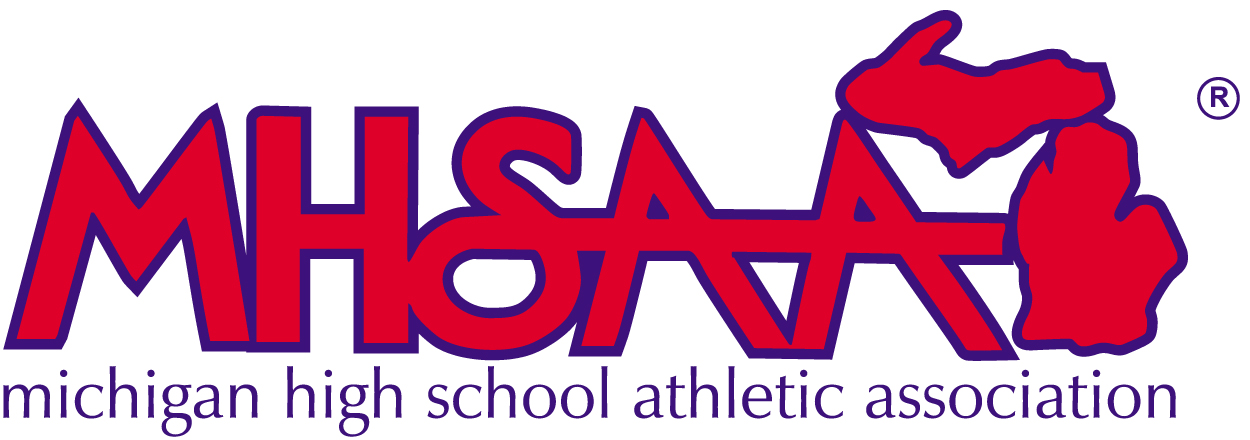 MHSAA ®
michigan high school athletic association